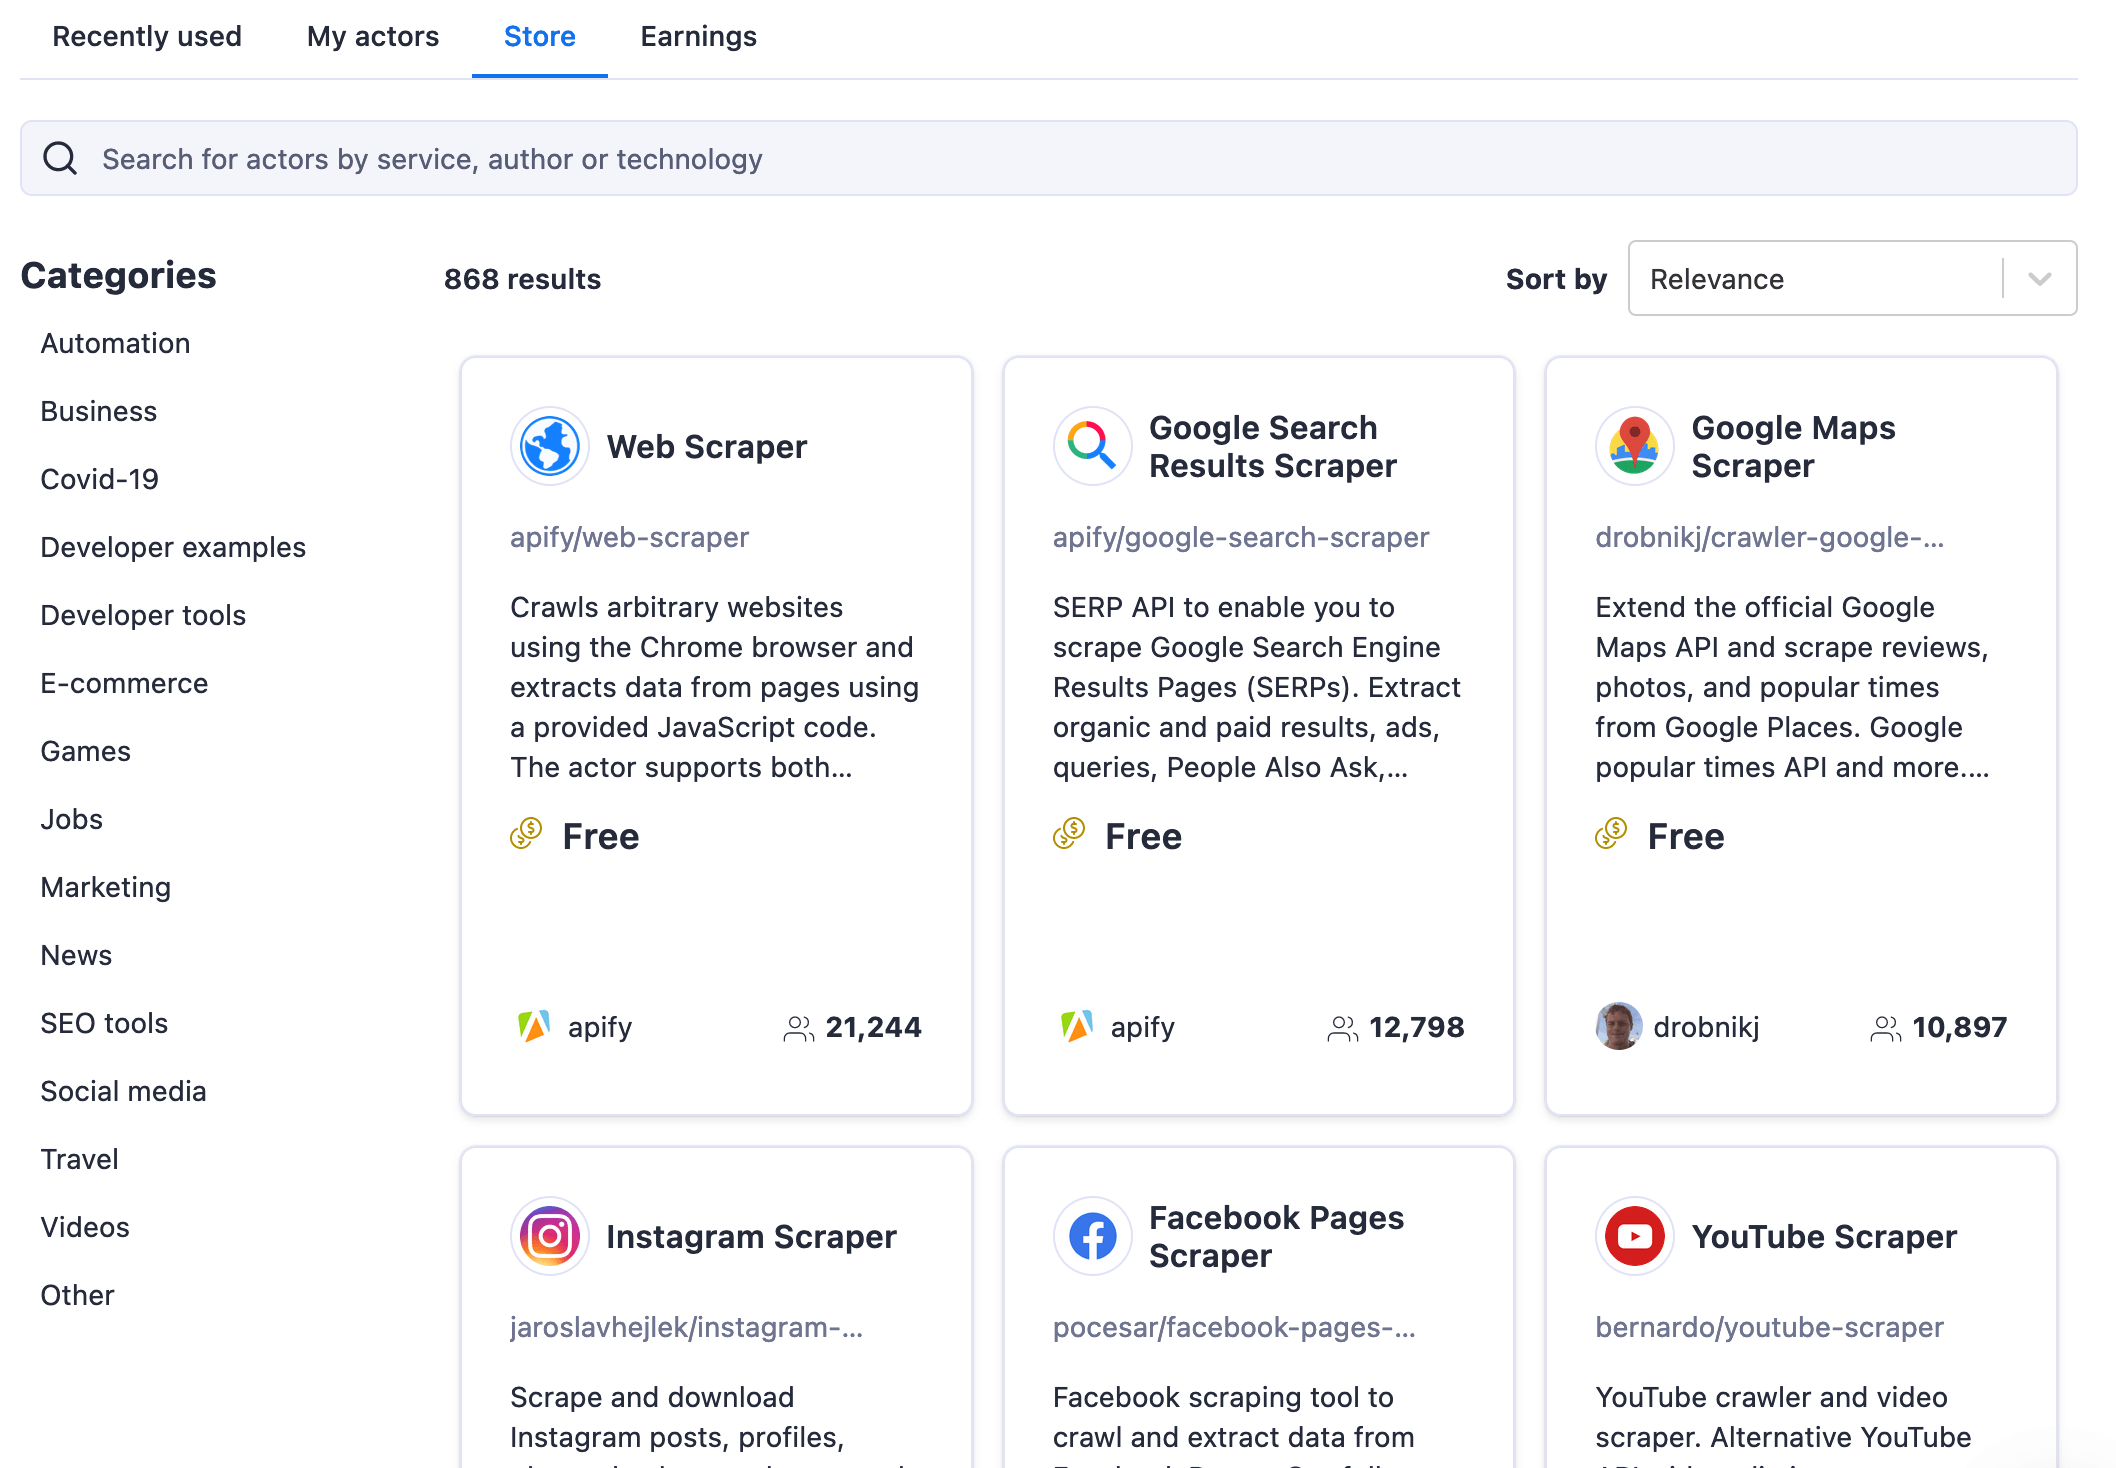 Recently used
My actors
Store
Earnings
Search for actors by service, author or technology
Categories
Automation
Business
Covid-19
Developer examples
Developer tools
E-commerce
Games
Jobs
Marketing
News
SEO tools
Social media
Travel
Videos
Other
868 results
Sort by
Relevance
Web Scraper
apify/web-scraper
Crawls arbitrary websites
using the Chrome browser and
extracts data from pages using
a provided JavaScript code.
The actor supports both...
Free
apify
21,244
Google Search
Results Scraper
apify/google-search-scraper
SERP API to enable you to
scrape Google Search Engine
Results Pages (SERPs). Extract
organic and paid results, ads,
queries, People Also Ask,...
Free
apify
12,798
Google Maps
Scraper
drobnikj/crawler-google-...
Extend the official Google
Maps API and scrape reviews,
photos, and popular times
from Google Places. Google
popular times API and more....
Free
drobnikj
10,897
Instagram Scraper
jaroslavhejlek/instagram-...
Scrape and download
Instagram posts, profiles,
Facebook Pages
Scraper
pocesar/facebook-pages-...
Facebook scraping tool to
crawl and extract data from
YouTube Scraper
bernardo/youtube-scraper
YouTube crawler and video
scraper. Alternative YouTube